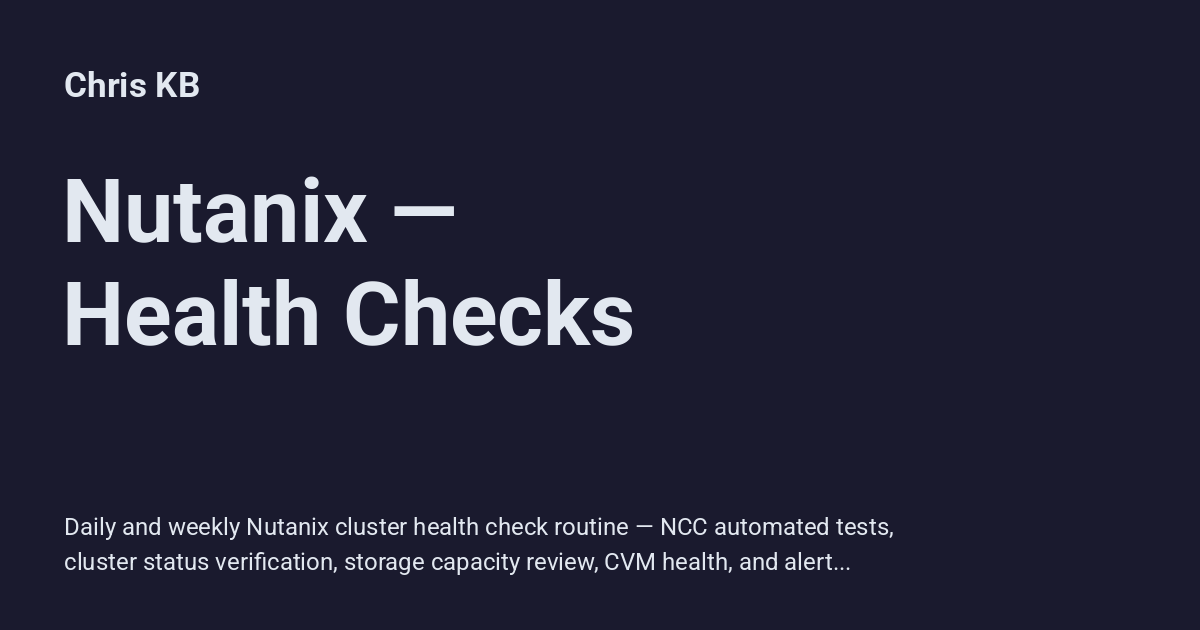 Chris KB
Nutanix —
Health Checks
Daily and weekly Nutanix cluster health check routine — NCC automated tests,
cluster status verification, storage capacity review, CVM health, and alert...